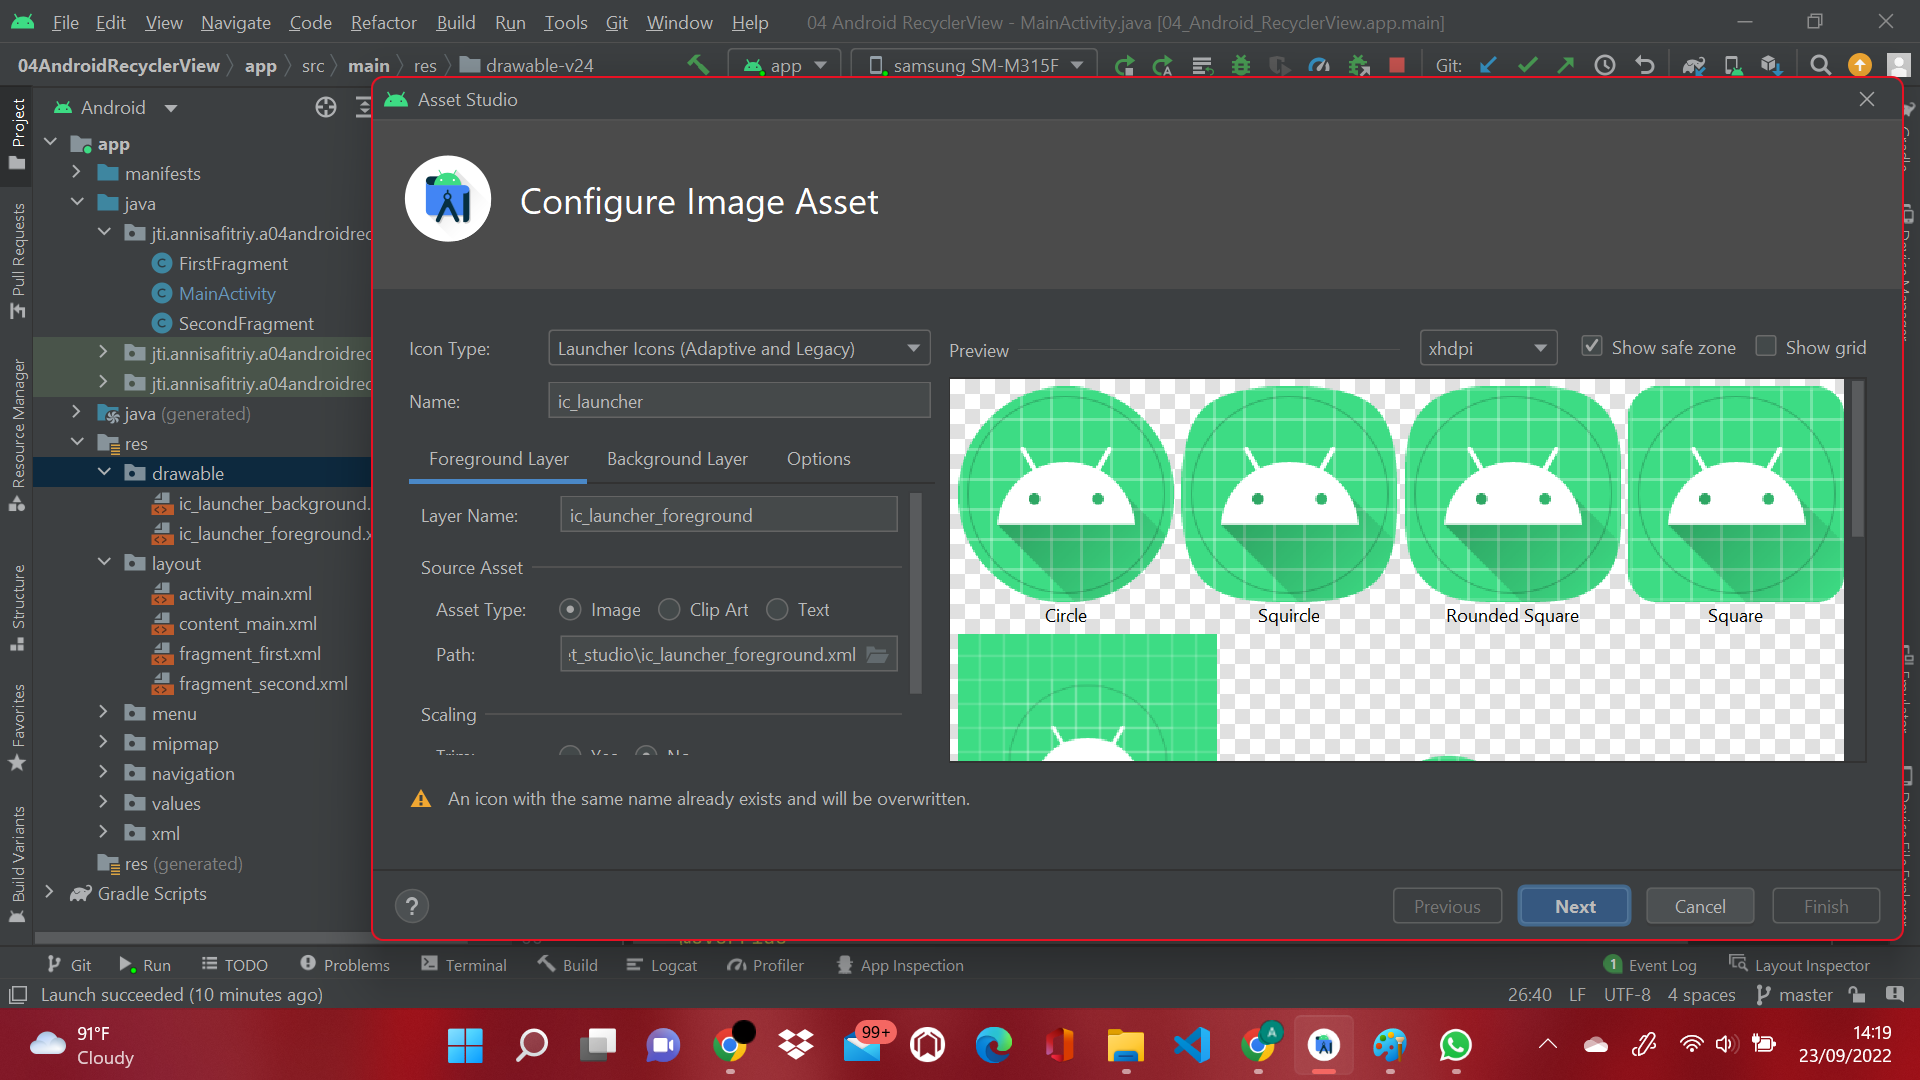 File Edit View Navigate Code Refactor Build Run Tools Git Window Help 04 Android RecyclerView - MainActivity.java [04_Android_RecyclerView.app.main]
04AndroidRecyclerView app src main res drawable-v24 app samsung SM-M315F Git:
Android
Asset Studio
Configure Image Asset
Project
Pull Requests
Resource Manager
Structure
Favorites
Build Variants
app
manifests
java
jti.annisafitriy.a04androidrec
FirstFragment
MainActivity
SecondFragment
jti.annisafitriy.a04androidrec
jti.annisafitriy.a04androidrec
java (generated)
res
drawable
ic_launcher_background.
ic_launcher_foreground.x
layout
activity_main.xml
content_main.xml
fragment_first.xml
fragment_second.xml
menu
mipmap
navigation
values
xml
res (generated)
Gradle Scripts
Icon Type: Launcher Icons (Adaptive and Legacy)
Name: ic_launcher
Foreground Layer Background Layer Options
Layer Name: ic_launcher_foreground
Source Asset
Asset Type: Image Clip Art Text
Path: et_studio\ic_launcher_foreground.xml
Scaling
Trim: Yes No
Preview xhdpi Show safe zone Show grid
Circle Squircle Rounded Square Square
An icon with the same name already exists and will be overwritten.
? Previous Next Cancel Finish
Git Run TODO Problems Terminal Build Logcat Profiler App Inspection 1 Event Log Layout Inspector
Launch succeeded (10 minutes ago) 26:40 LF UTF-8 4 spaces master
91°F
Cloudy
99+
A
14:19
23/09/2022